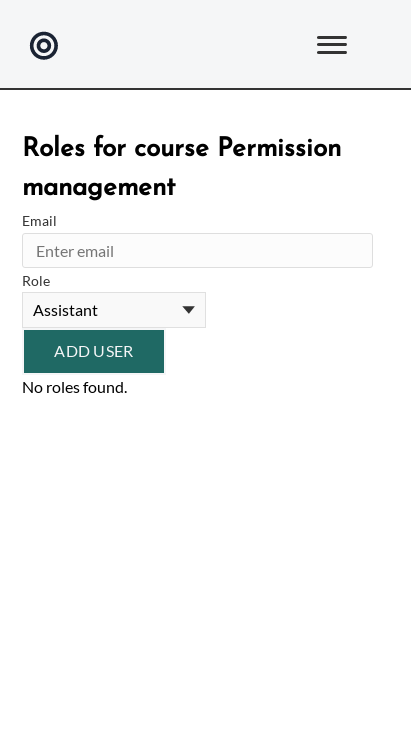 Roles for course Permission
management
Email
Enter email
Role
Assistant
ADD USER
No roles found.